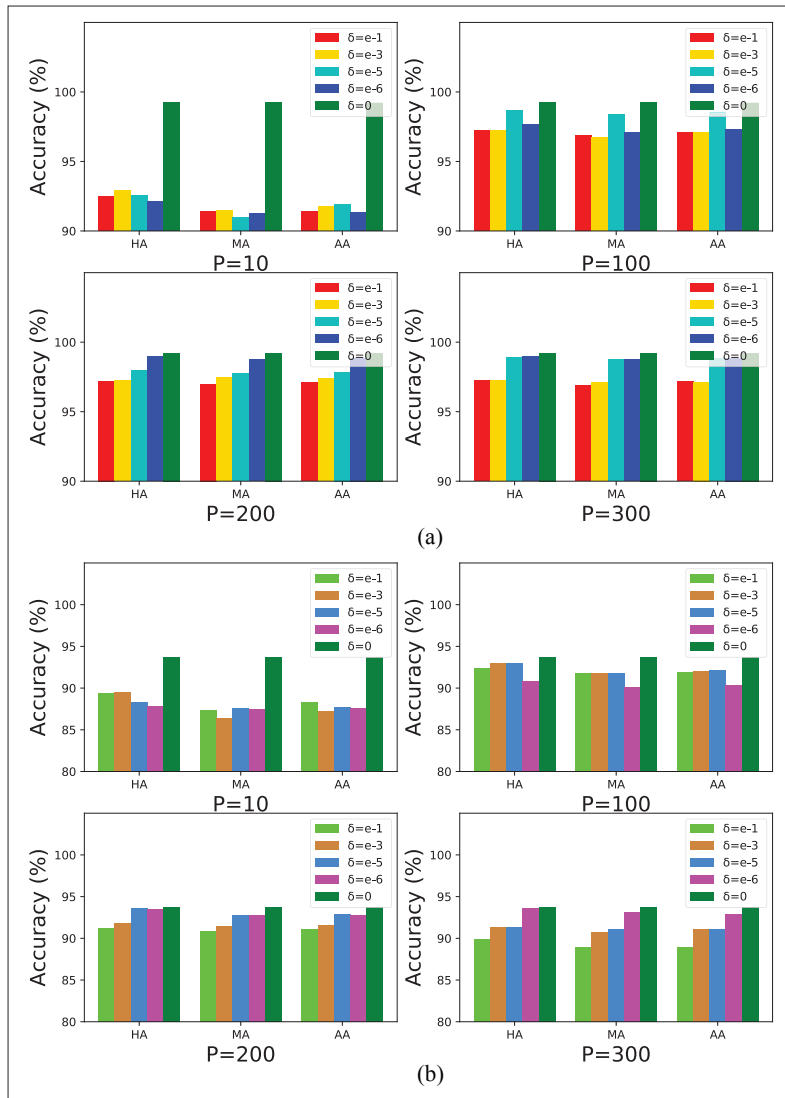 δ=e-1
δ=e-3
δ=e-5
δ=e-6
δ=0
Accuracy (%)
100
95
90
HA MA AA
P=10
δ=e-1
δ=e-3
δ=e-5
δ=e-6
δ=0
Accuracy (%)
100
95
90
HA MA AA
P=100
δ=e-1
δ=e-3
δ=e-5
δ=e-6
δ=0
Accuracy (%)
100
95
90
HA MA AA
P=200
δ=e-1
δ=e-3
δ=e-5
δ=e-6
δ=0
Accuracy (%)
100
95
90
HA MA AA
P=300
(a)
δ=e-1
δ=e-3
δ=e-5
δ=e-6
δ=0
Accuracy (%)
100
95
90
85
80
HA MA AA
P=10
δ=e-1
δ=e-3
δ=e-5
δ=e-6
δ=0
Accuracy (%)
100
95
90
85
80
HA MA AA
P=100
δ=e-1
δ=e-3
δ=e-5
δ=e-6
δ=0
Accuracy (%)
100
95
90
85
80
HA MA AA
P=200
δ=e-1
δ=e-3
δ=e-5
δ=e-6
δ=0
Accuracy (%)
100
95
90
85
80
HA MA AA
P=300
(b)